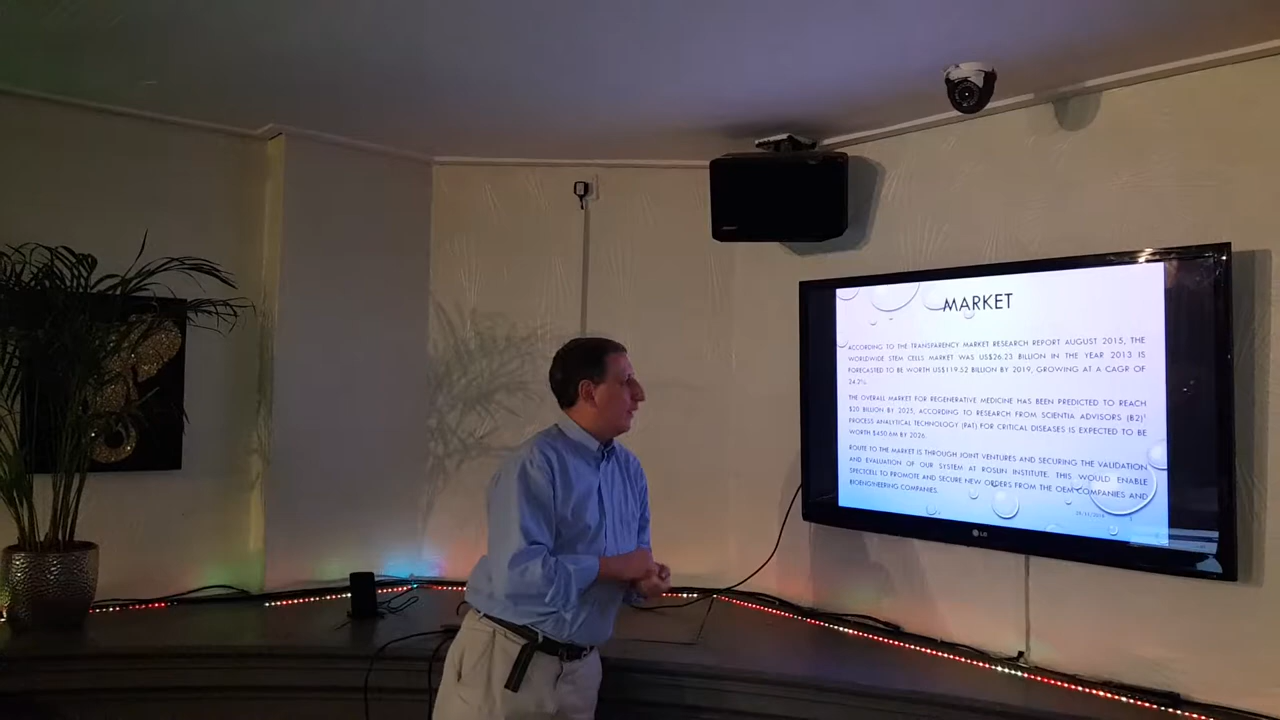 MARKET
ACCORDING TO THE TRANSPARENCY MARKET RESEARCH REPORT AUGUST 2015, THE
WORLDWIDE STEM CELLS MARKET WAS US$26.23 BILLION IN THE YEAR 2013 IS
FORECASTED TO BE WORTH US$119.52 BILLION BY 2019, GROWING AT A CAGR OF
24.2%.
THE OVERALL MARKET FOR REGENERATIVE MEDICINE HAS BEEN PREDICTED TO REACH
$20 BILLION BY 2025, ACCORDING TO RESEARCH FROM SCIENTIA ADVISORS (B2)¹
PROCESS ANALYTICAL TECHNOLOGY (PAT) FOR CRITICAL DISEASES IS EXPECTED TO BE
WORTH $450.6M BY 2026.
ROUTE TO THE MARKET IS THROUGH JOINT VENTURES AND SECURING THE VALIDATION
AND EVALUATION OF OUR SYSTEM AT ROSLIN INSTITUTE. THIS WOULD ENABLE
SPECICELL TO PROMOTE AND SECURE NEW ORDERS FROM THE OEM COMPANIES AND
BIOENGINEERING COMPANIES.
LG